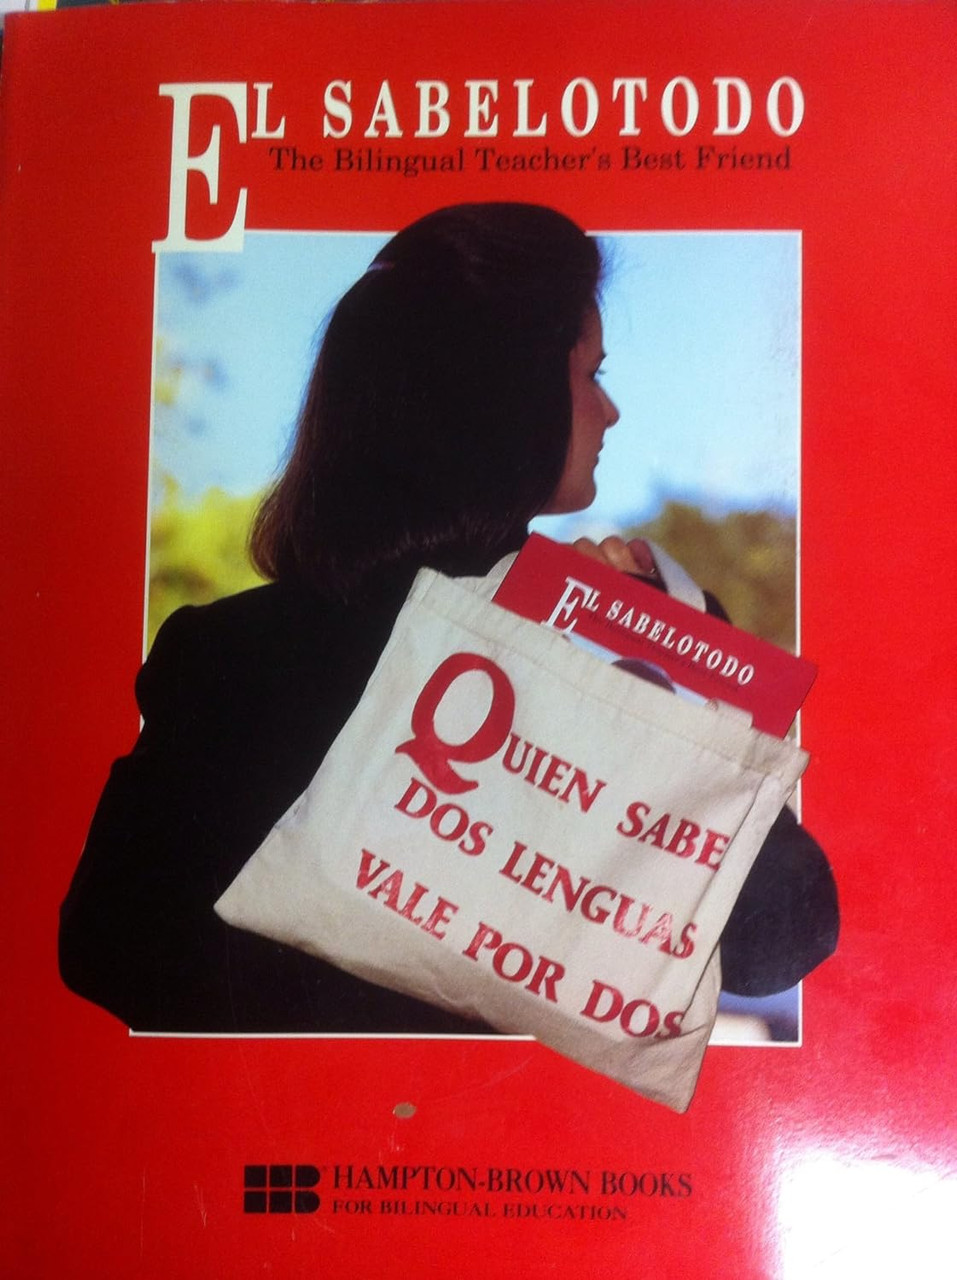 EL SABELOTODO
The Bilingual Teacher's Best Friend
EL SABELOTODO
QUIEN SABE
DOS LENGUAS
VALE POR DOS
HAMPTON-BROWN BOOKS
FOR BILINGUAL EDUCATION